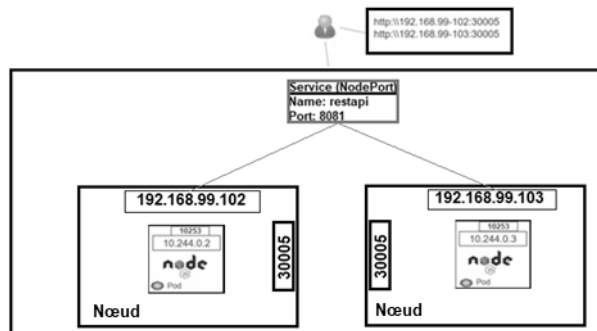 http:\\192.168.99-102:30005
http:\\192.168.99-103:30005
Service (NodePort)
Name: restapi
Port: 8081
192.168.99.102
10253
10.244.0.2
node
JS
Pod
30005
Nœud
192.168.99.103
30005
10253
10.244.0.3
node
JS
Pod
Nœud